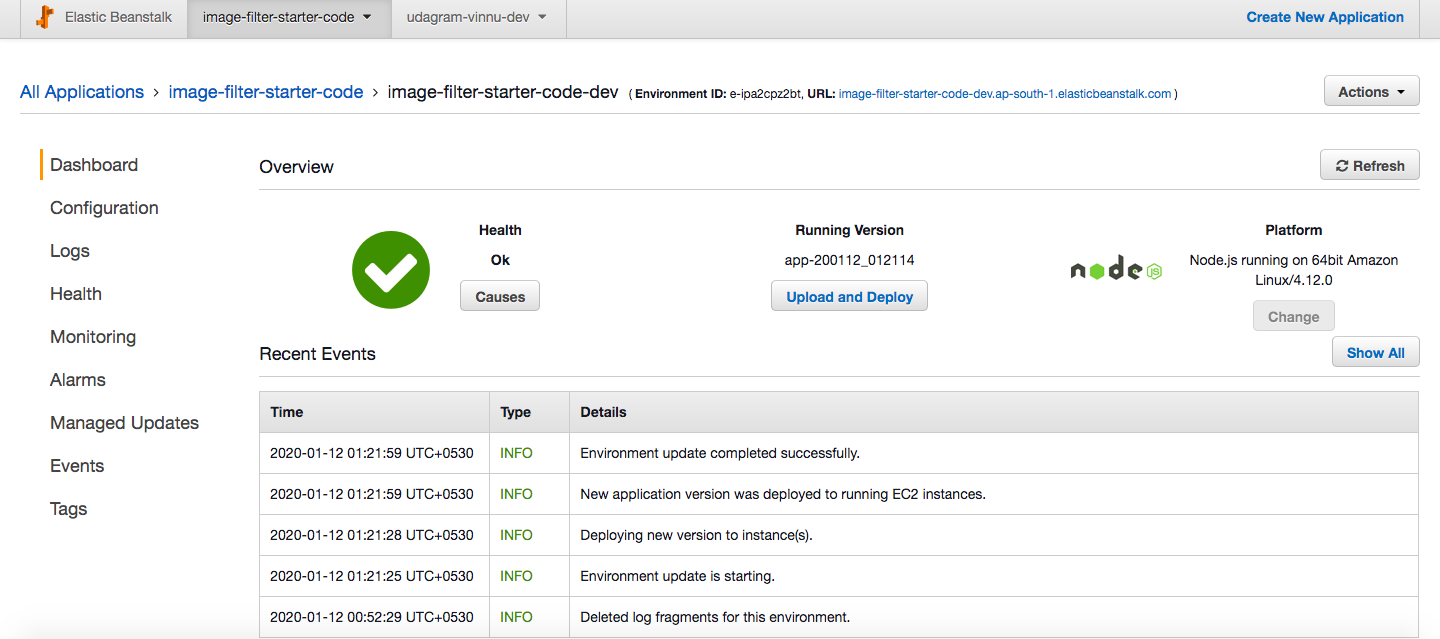 Elastic Beanstalk image-filter-starter-code udagram-vinnu-dev Create New Application
All Applications › image-filter-starter-code › image-filter-starter-code-dev ( Environment ID: e-ipa2cpz2bt, URL: image-filter-starter-code-dev.ap-south-1.elasticbeanstalk.com ) Actions
Dashboard
Configuration
Logs
Health
Monitoring
Alarms
Managed Updates
Events
Tags
Overview Refresh
Health
Ok
Causes
Running Version
app-200112_012114
Upload and Deploy
node JS
Platform
Node.js running on 64bit Amazon
Linux/4.12.0
Change
Recent Events Show All
Time Type Details
2020-01-12 01:21:59 UTC+0530 INFO Environment update completed successfully.
2020-01-12 01:21:59 UTC+0530 INFO New application version was deployed to running EC2 instances.
2020-01-12 01:21:28 UTC+0530 INFO Deploying new version to instance(s).
2020-01-12 01:21:25 UTC+0530 INFO Environment update is starting.
2020-01-12 00:52:29 UTC+0530 INFO Deleted log fragments for this environment.